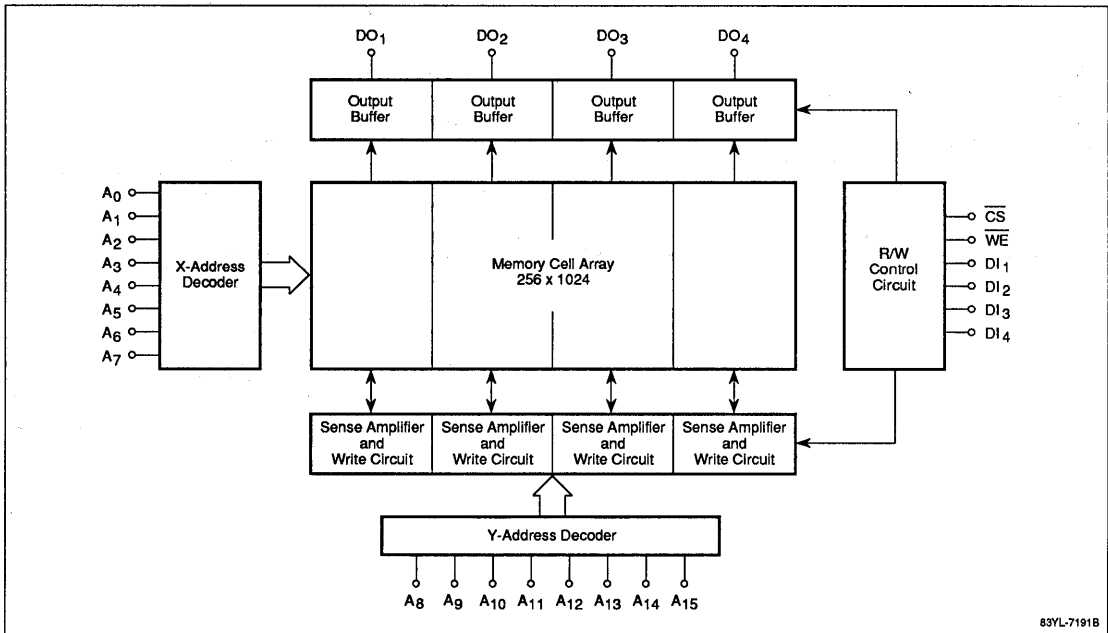 DO1 DO2 DO3 DO4
Output Buffer
Output Buffer
Output Buffer
Output Buffer
A0
A1
A2
A3
A4
A5
A6
A7
X-Address
Decoder
Memory Cell Array
256 x 1024
R/W
Control
Circuit
C̅S̅
W̅E̅
DI1
DI2
DI3
DI4
Sense Amplifier
and
Write Circuit
Sense Amplifier
and
Write Circuit
Sense Amplifier
and
Write Circuit
Sense Amplifier
and
Write Circuit
Y-Address Decoder
A8 A9 A10 A11 A12 A13 A14 A15
83YL-7191B